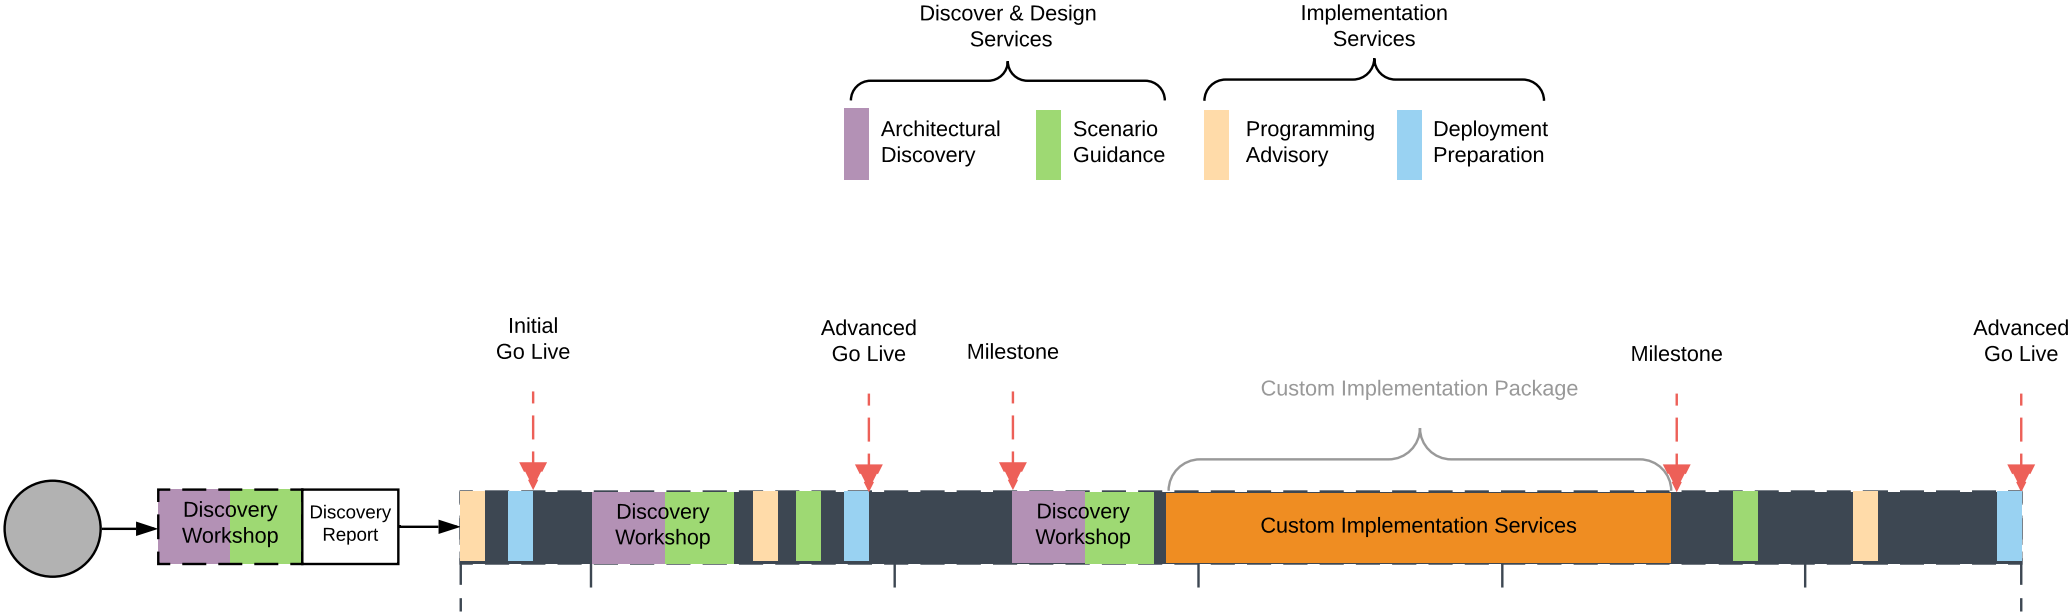 Discover & Design
Services
Implementation
Services
Architectural
Discovery
Scenario
Guidance
Programming
Advisory
Deployment
Preparation
Initial
Go Live
Advanced
Go Live
Milestone
Custom Implementation Package
Milestone
Advanced
Go Live
Discovery
Workshop
Discovery
Report
Discovery
Workshop
Discovery
Workshop
Custom Implementation Services